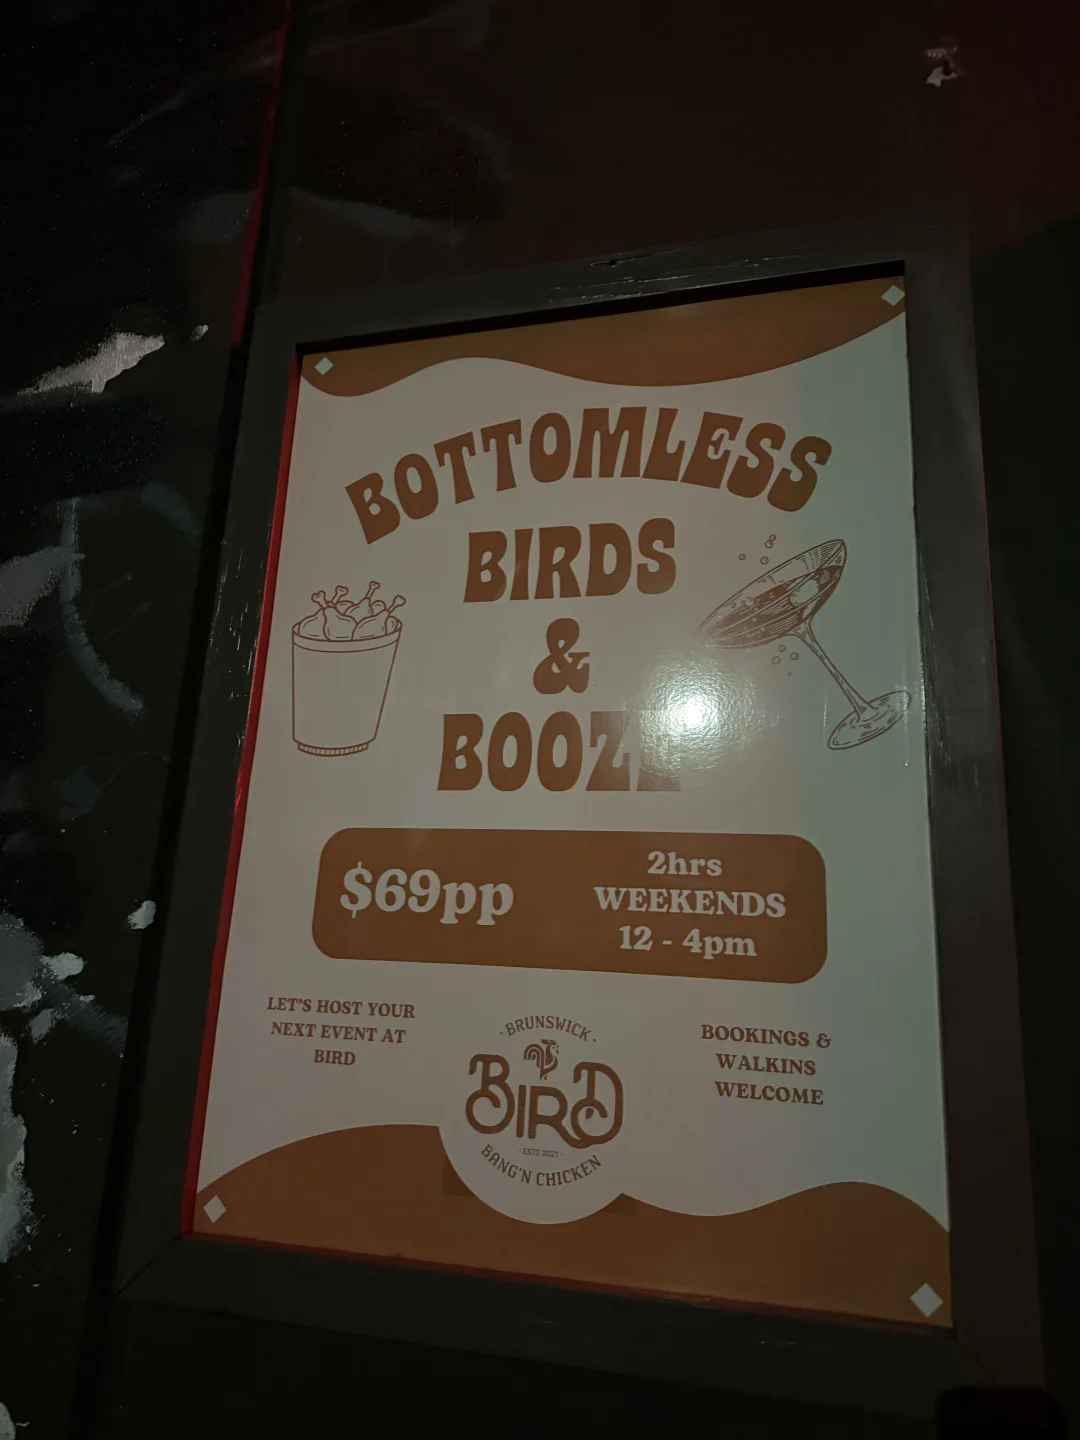 BOTTOMLESS
BIRDS
&
BOOZE
$69pp
2hrs
WEEKENDS
12 - 4pm
LET'S HOST YOUR
NEXT EVENT AT
BIRD
· BRUNSWICK ·
BIRD
· ESTD 2021 ·
BANG'N CHICKEN
BOOKINGS &
WALKINS
WELCOME